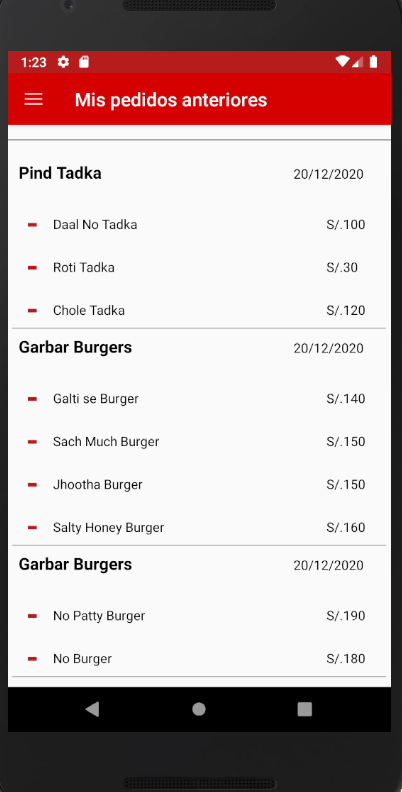 1:23
Mis pedidos anteriores
Pind Tadka 20/12/2020
Daal No Tadka S/.100
Roti Tadka S/.30
Chole Tadka S/.120
Garbar Burgers 20/12/2020
Galti se Burger S/.140
Sach Much Burger S/.150
Jhootha Burger S/.150
Salty Honey Burger S/.160
Garbar Burgers 20/12/2020
No Patty Burger S/.190
No Burger S/.180